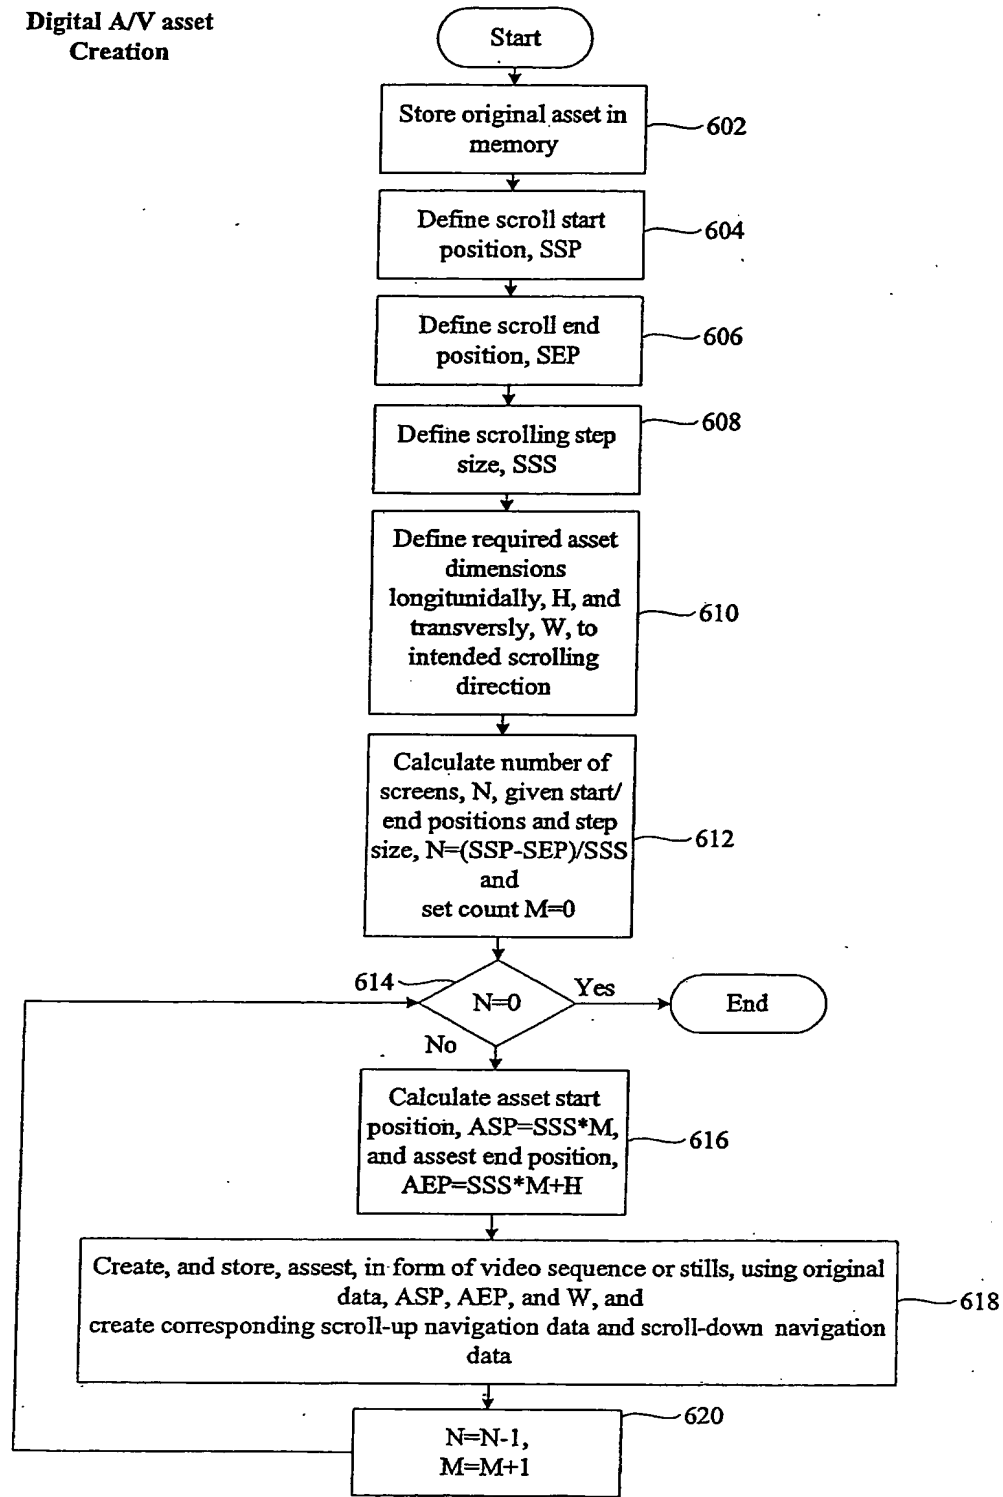 Digital A/V asset
Creation
Start
Store original asset in
memory
602
Define scroll start
position, SSP
604
Define scroll end
position, SEP
606
Define scrolling step
size, SSS
608
Define required asset
dimensions
longitunidally, H, and
transversly, W, to
intended scrolling
direction
610
Calculate number of
screens, N, given start/
end positions and step
size, N=(SSP-SEP)/SSS
and
set count M=0
612
614
N=0
Yes
End
No
Calculate asset start
position, ASP=SSS*M,
and assest end position,
AEP=SSS*M+H
616
Create, and store, assest, in form of video sequence or stills, using original
data, ASP, AEP, and W, and
create corresponding scroll-up navigation data and scroll-down navigation
data
618
620
N=N-1,
M=M+1